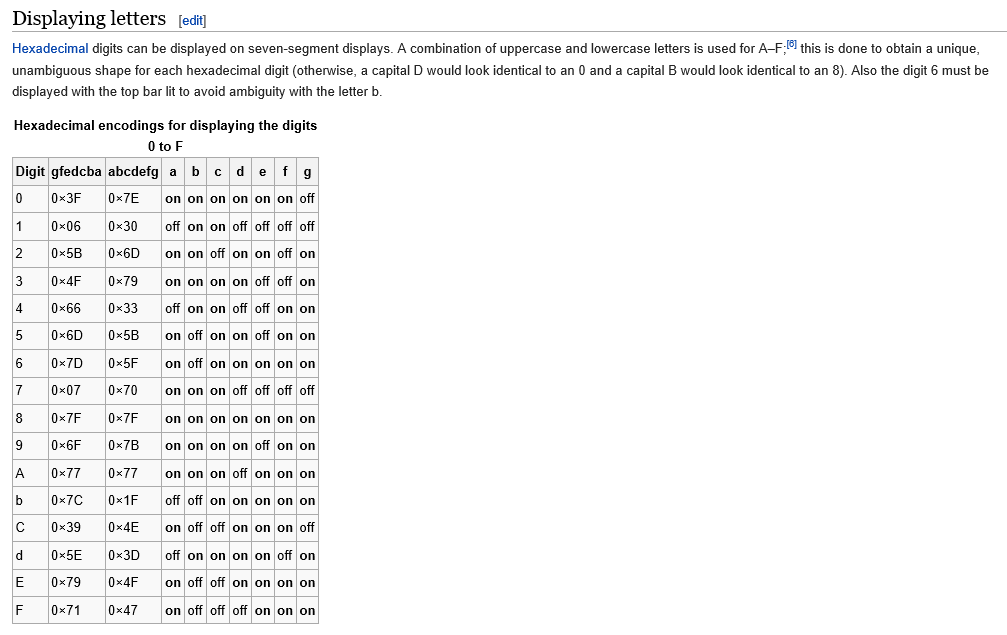 Displaying letters [edit]
Hexadecimal digits can be displayed on seven-segment displays. A combination of uppercase and lowercase letters is used for A–F;[6] this is done to obtain a unique,
unambiguous shape for each hexadecimal digit (otherwise, a capital D would look identical to an 0 and a capital B would look identical to an 8). Also the digit 6 must be
displayed with the top bar lit to avoid ambiguity with the letter b.
Hexadecimal encodings for displaying the digits
0 to F
Digit gfedcba abcdefg a b c d e f g
0 0×3F 0×7E on on on on on on off
1 0×06 0×30 off on on off off off off
2 0×5B 0×6D on on off on on off on
3 0×4F 0×79 on on on on off off on
4 0×66 0×33 off on on off off on on
5 0×6D 0×5B on off on on off on on
6 0×7D 0×5F on off on on on on on
7 0×07 0×70 on on on off off off off
8 0×7F 0×7F on on on on on on on
9 0×6F 0×7B on on on on off on on
A 0×77 0×77 on on on off on on on
b 0×7C 0×1F off off on on on on on
C 0×39 0×4E on off off on on on off
d 0×5E 0×3D off on on on on off on
E 0×79 0×4F on off off on on on on
F 0×71 0×47 on off off off on on on